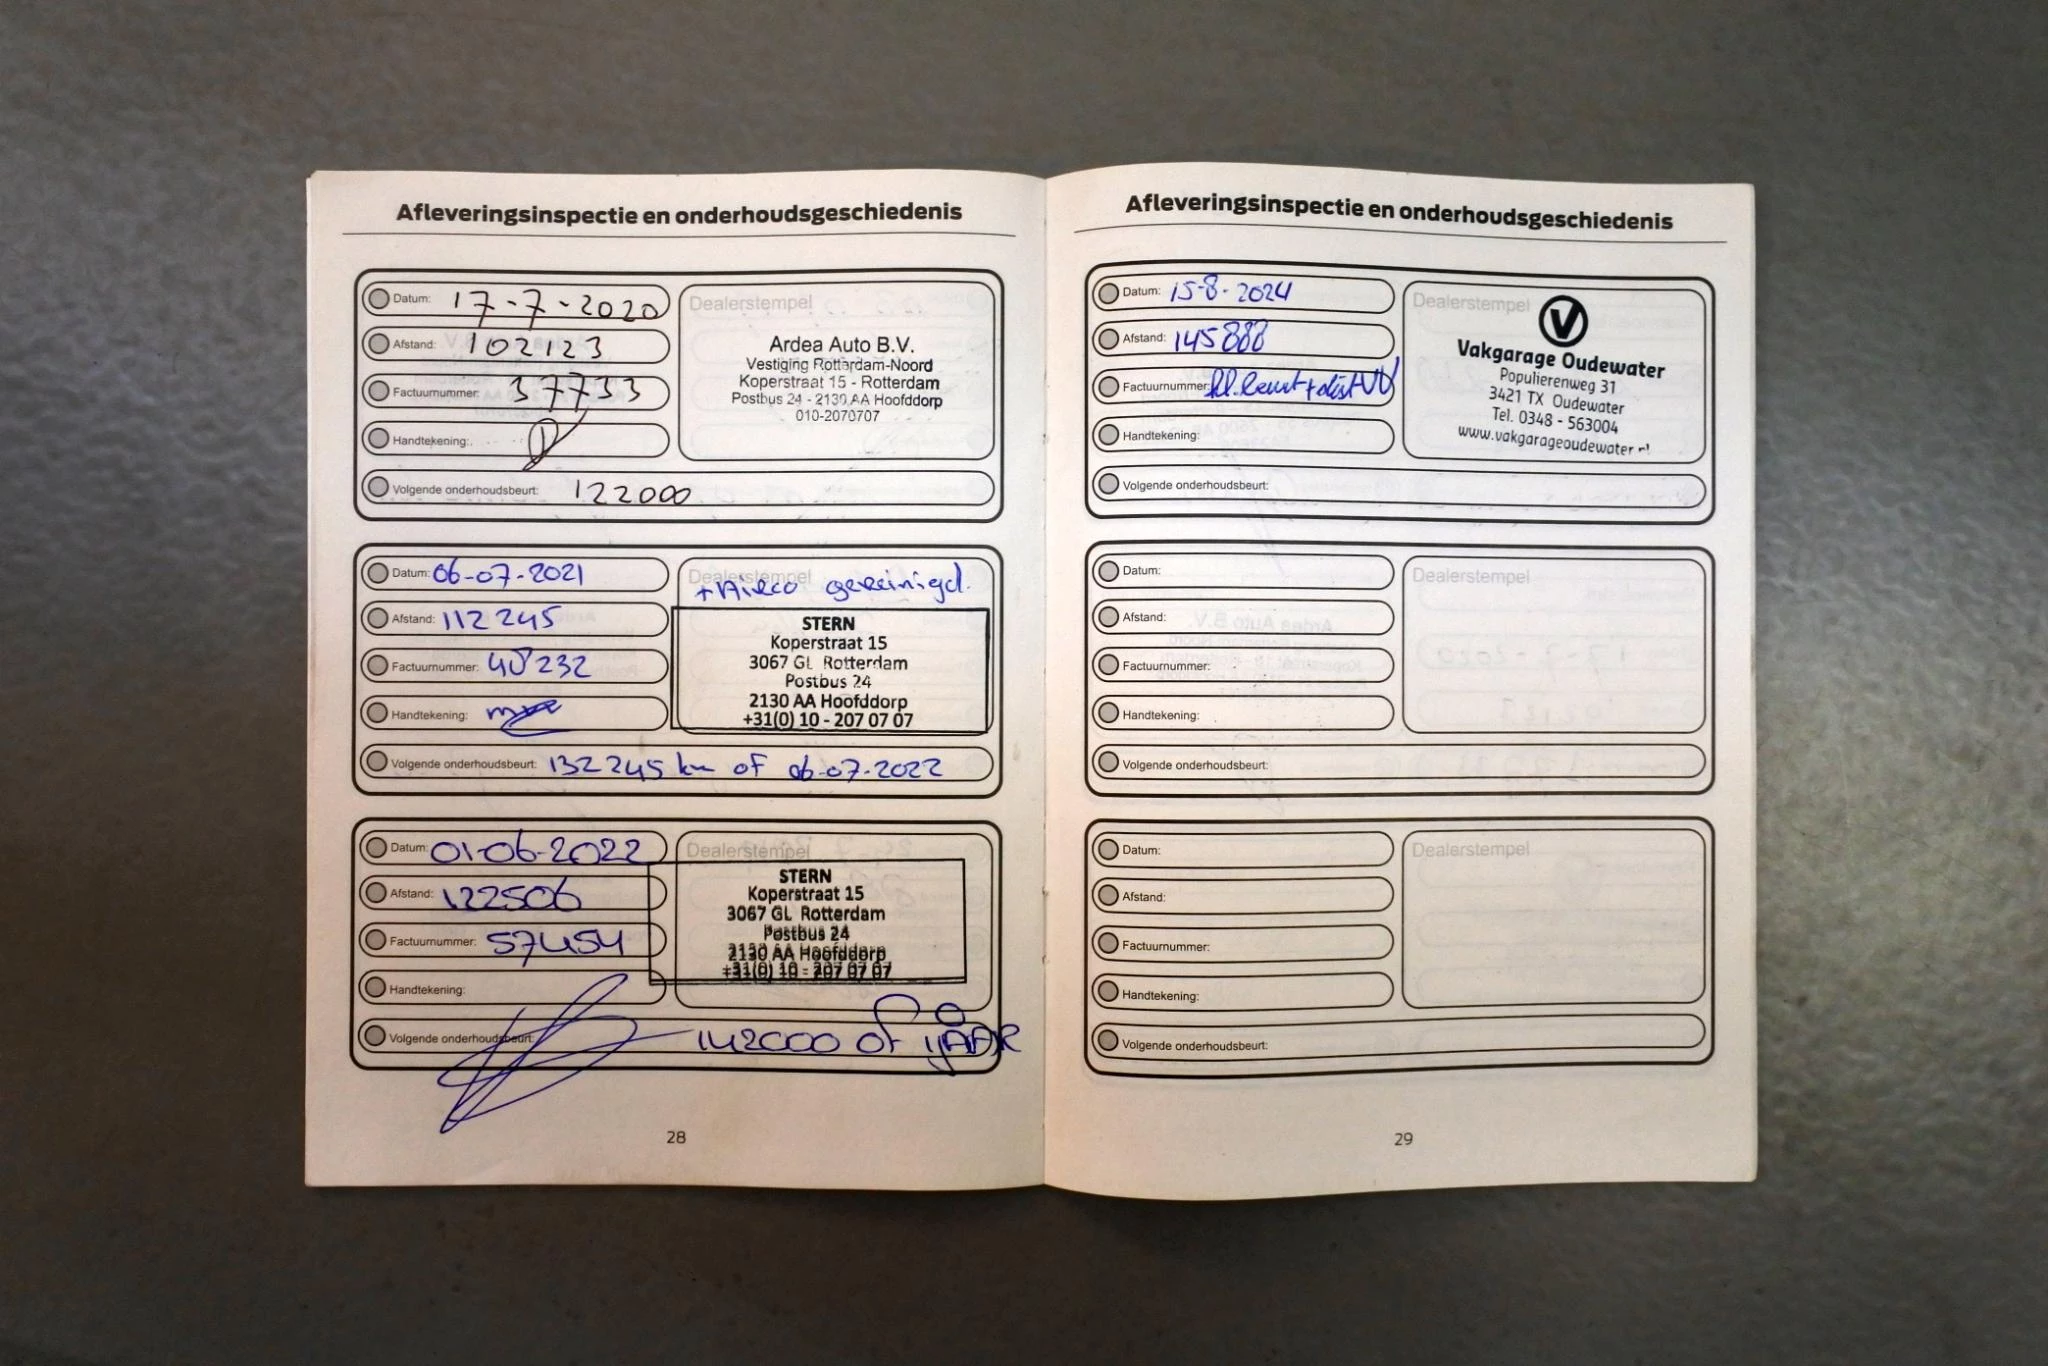 Afleveringsinspectie en onderhoudsgeschiedenis
Datum: 17-7-2020
Afstand: 102123
Factuurnummer: 37733
Handtekening:
Volgende onderhoudsbeurt: 122000
Dealerstempel
Ardea Auto B.V.
Vestiging Rotterdam-Noord
Koperstraat 15 - Rotterdam
Postbus 24 - 2130 AA Hoofddorp
010-2070707
Datum: 06-07-2021
Afstand: 112245
Factuurnummer: 48232
Handtekening:
Volgende onderhoudsbeurt: 132245 km of 06-07-2022
Dealerstempel
+ Airco gereinigd.
STERN
Koperstraat 15
3067 GL Rotterdam
Postbus 24
2130 AA Hoofddorp
+31(0) 10 - 207 07 07
Datum: 01-06-2022
Afstand: 122506
Factuurnummer: 57454
Handtekening:
Volgende onderhoudsbeurt: 142000 of 1 JAAR
Dealerstempel
STERN
Koperstraat 15
3067 GL Rotterdam
Postbus 24
2130 AA Hoofddorp
+31(0) 10 - 207 07 07
28
Afleveringsinspectie en onderhoudsgeschiedenis
Datum: 15-8-2024
Afstand: 145888
Factuurnummer:
Handtekening:
Volgende onderhoudsbeurt:
Dealerstempel
V
Vakgarage Oudewater
Populierenweg 31
3421 TX Oudewater
Tel. 0348 - 563004
www.vakgarageoudewater.nl
Datum:
Afstand:
Factuurnummer:
Handtekening:
Volgende onderhoudsbeurt:
Dealerstempel
Datum:
Afstand:
Factuurnummer:
Handtekening:
Volgende onderhoudsbeurt:
Dealerstempel
29